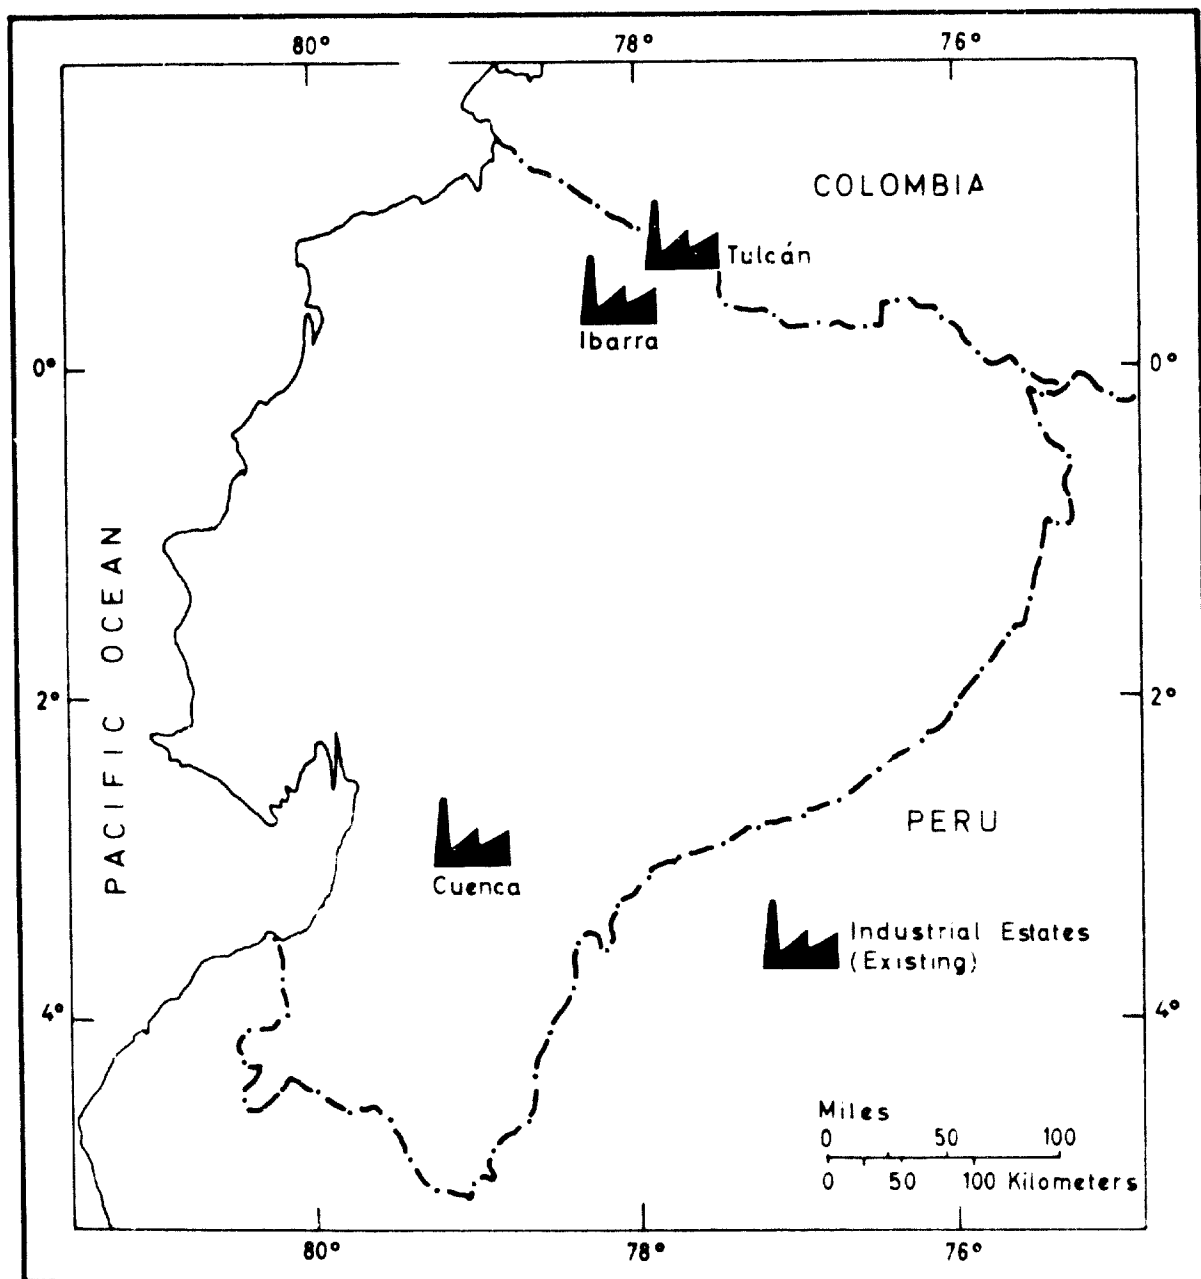 80° 78° 76°
COLOMBIA
Tulcán
Ibarra
0° 0°
PACIFIC OCEAN
2° 2°
PERU
Cuenca
Industrial Estates
(Existing)
4° 4°
Miles
0 50 100
0 50 100 Kilometers
80° 78° 76°